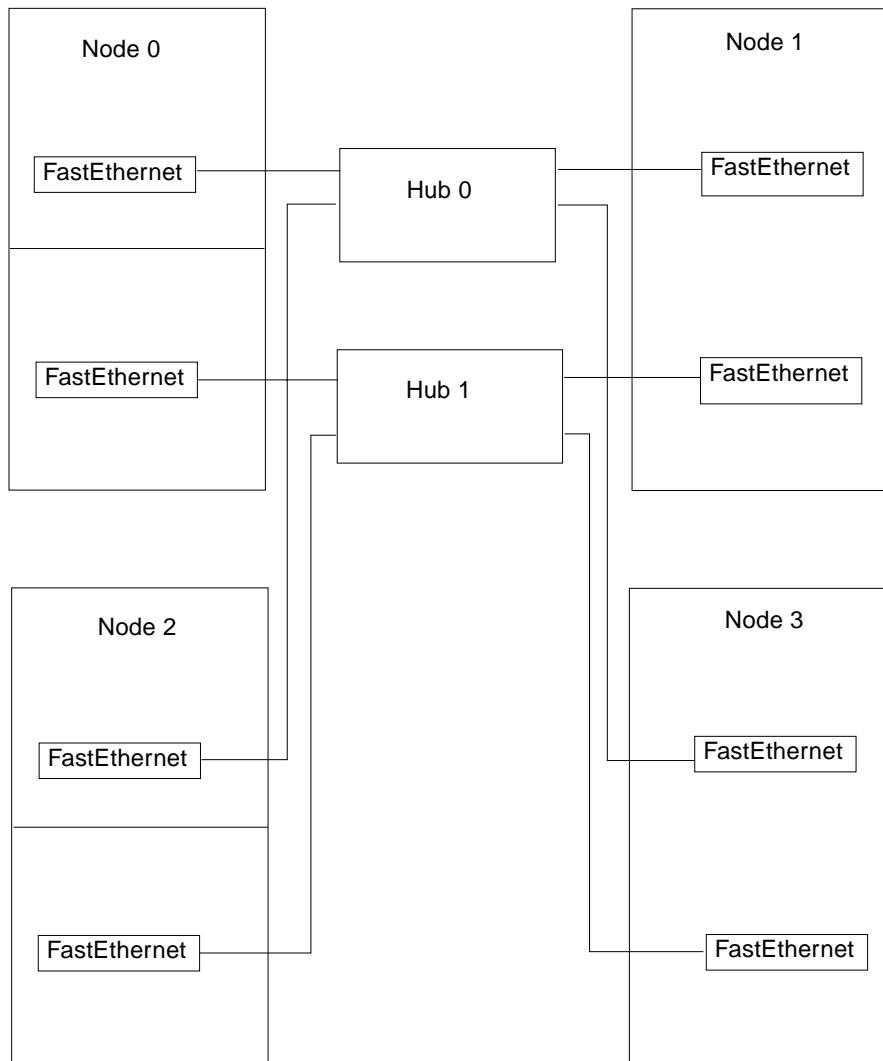 Node 0
Node 1
FastEthernet
Hub 0
FastEthernet
FastEthernet
Hub 1
FastEthernet
Node 2
Node 3
FastEthernet
FastEthernet
FastEthernet
FastEthernet